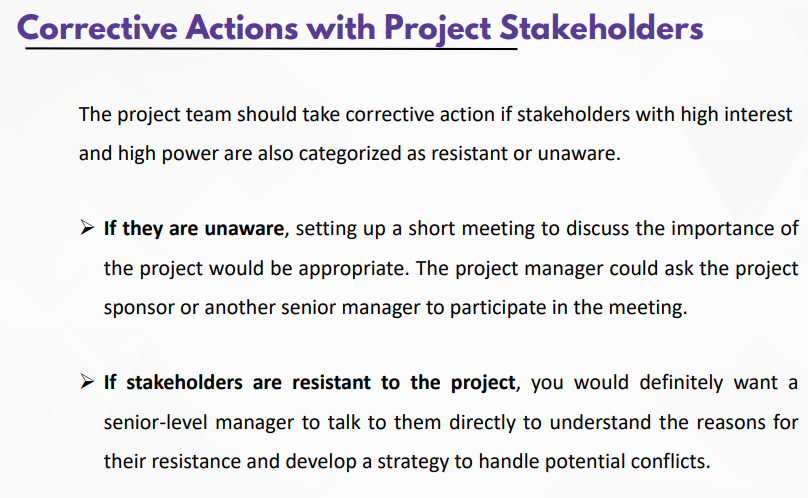 Corrective Actions with Project Stakeholders
The project team should take corrective action if stakeholders with high interest
and high power are also categorized as resistant or unaware.
➢ If they are unaware, setting up a short meeting to discuss the importance of
the project would be appropriate. The project manager could ask the project
sponsor or another senior manager to participate in the meeting.
➢ If stakeholders are resistant to the project, you would definitely want a
senior-level manager to talk to them directly to understand the reasons for
their resistance and develop a strategy to handle potential conflicts.